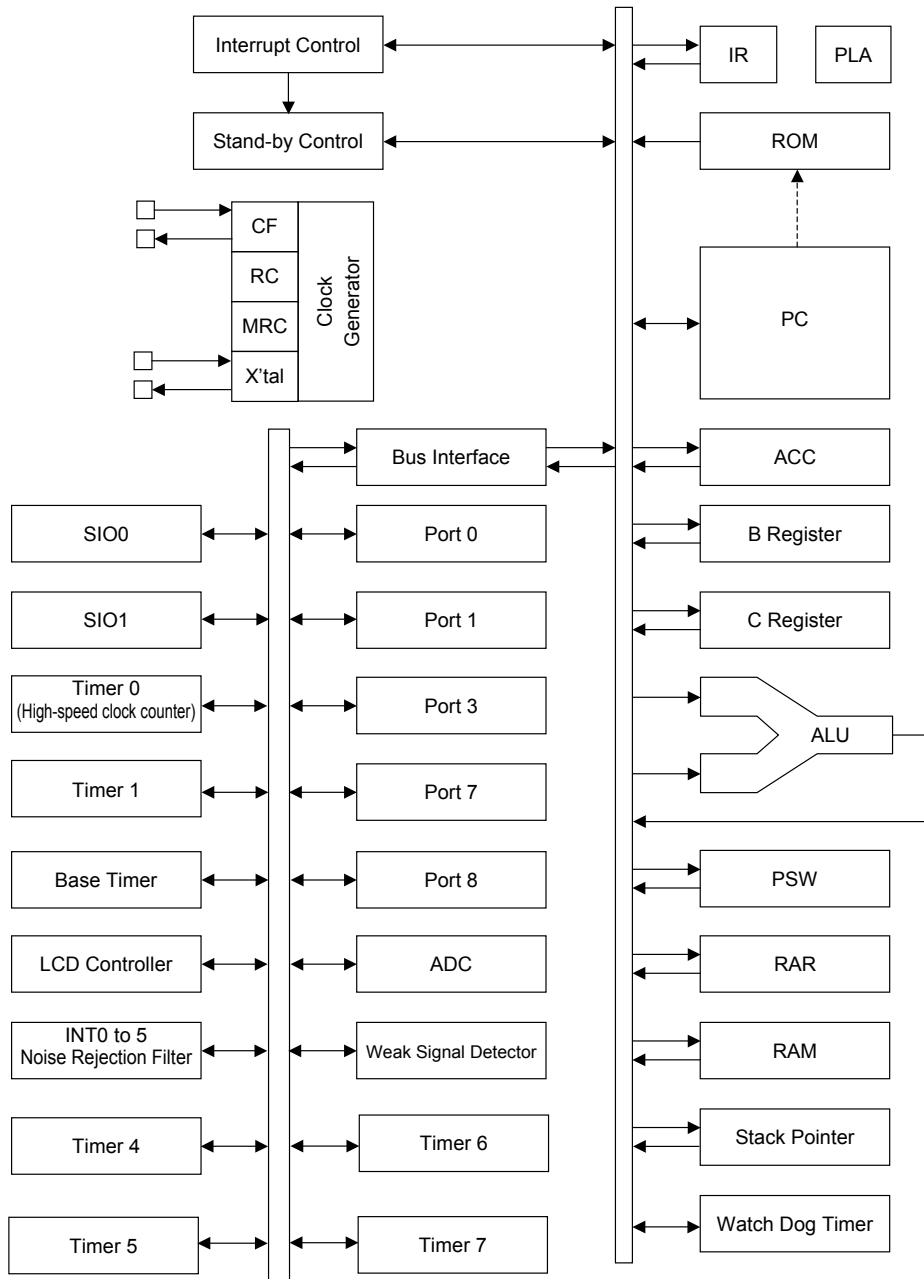 Interrupt Control
IR
PLA
Stand-by Control
ROM
CF
RC
MRC
X'tal
Clock
Generator
PC
Bus Interface
ACC
SIO0
Port 0
B Register
SIO1
Port 1
C Register
Timer 0
(High-speed clock counter)
Port 3
ALU
Timer 1
Port 7
Base Timer
Port 8
PSW
LCD Controller
ADC
RAR
INT0 to 5
Noise Rejection Filter
Weak Signal Detector
RAM
Timer 4
Timer 6
Stack Pointer
Timer 5
Timer 7
Watch Dog Timer